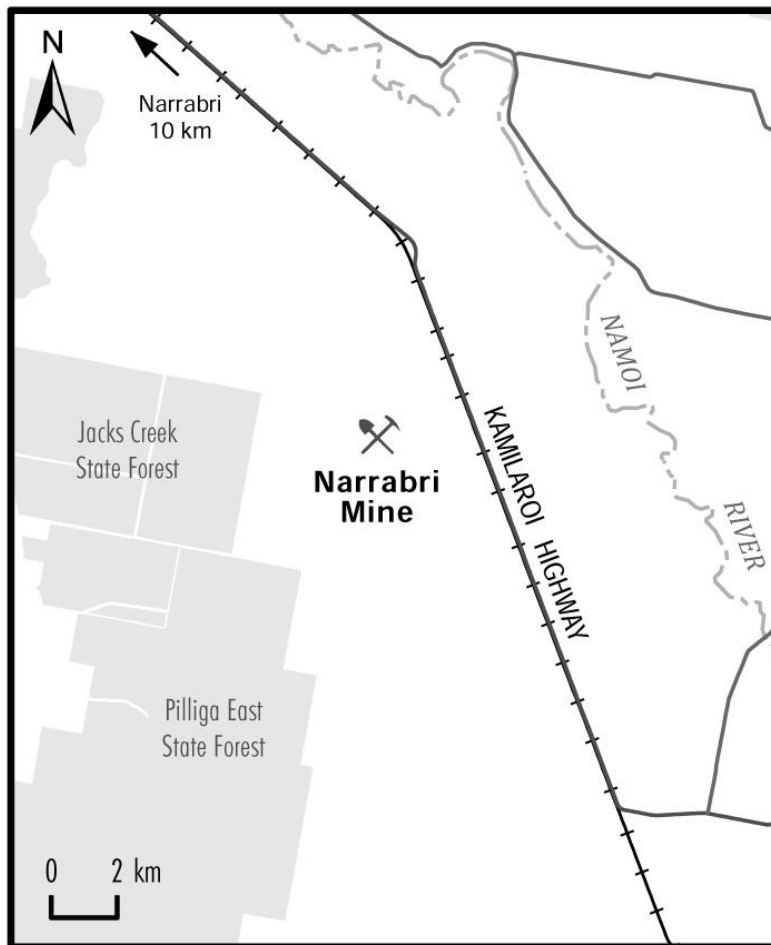 N
Narrabri
10 km
NAMOI
Jacks Creek
State Forest
Narrabri
Mine
KAMILAROI HIGHWAY
RIVER
Pilliga East
State Forest
0 2 km